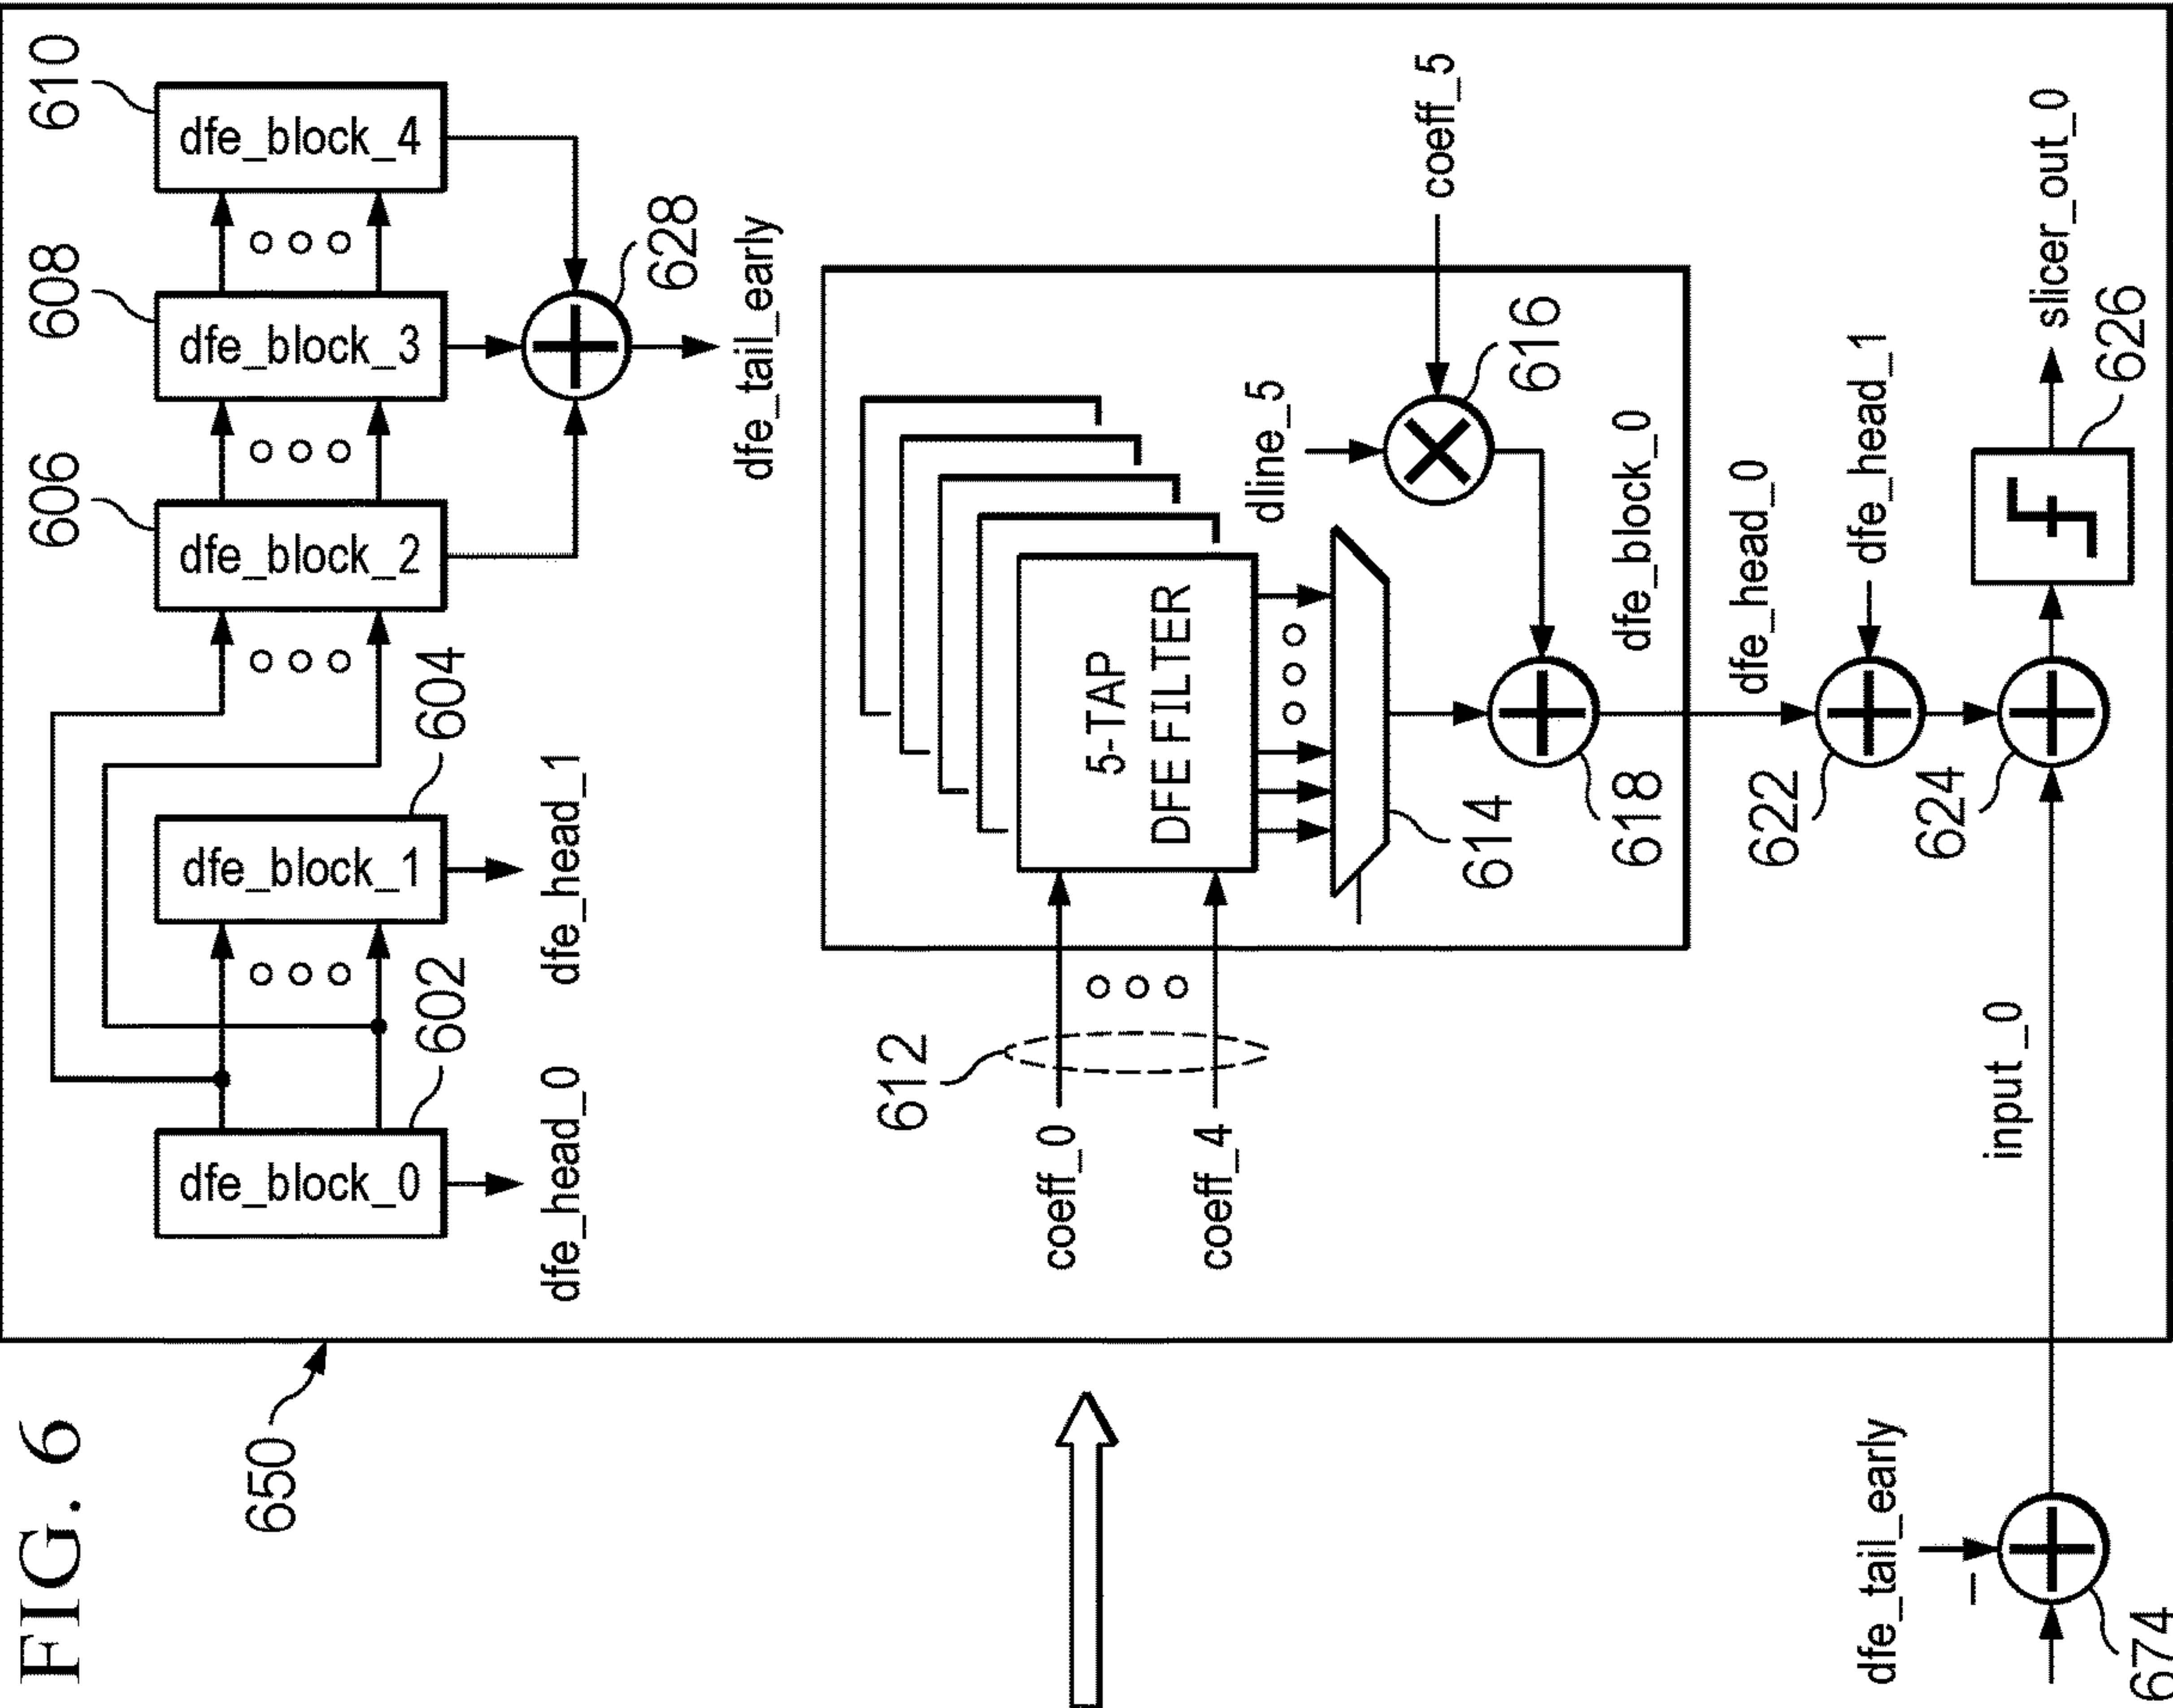 FIG. 6
650
602
604
606
608
610
dfe_block_0
dfe_block_1
dfe_block_2
dfe_block_3
dfe_block_4
dfe_head_0
dfe_head_1
628
dfe_tail_early
612
coeff_0
coeff_4
5-TAP
DFE FILTER
dline_5
coeff_5
616
614
618
dfe_block_0
dfe_head_0
dfe_head_1
622
624
input_0
slicer_out_0
626
dfe_tail_early
–
674